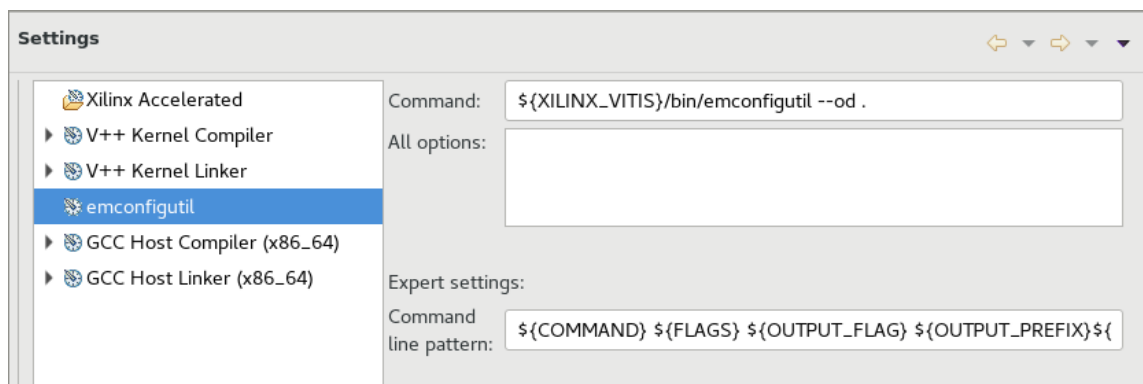 Settings
Xilinx Accelerated
V++ Kernel Compiler
V++ Kernel Linker
emconfigutil
GCC Host Compiler (x86_64)
GCC Host Linker (x86_64)
Command: ${XILINX_VITIS}/bin/emconfigutil --od .
All options:
Expert settings:
Command
line pattern: ${COMMAND} ${FLAGS} ${OUTPUT_FLAG} ${OUTPUT_PREFIX}${